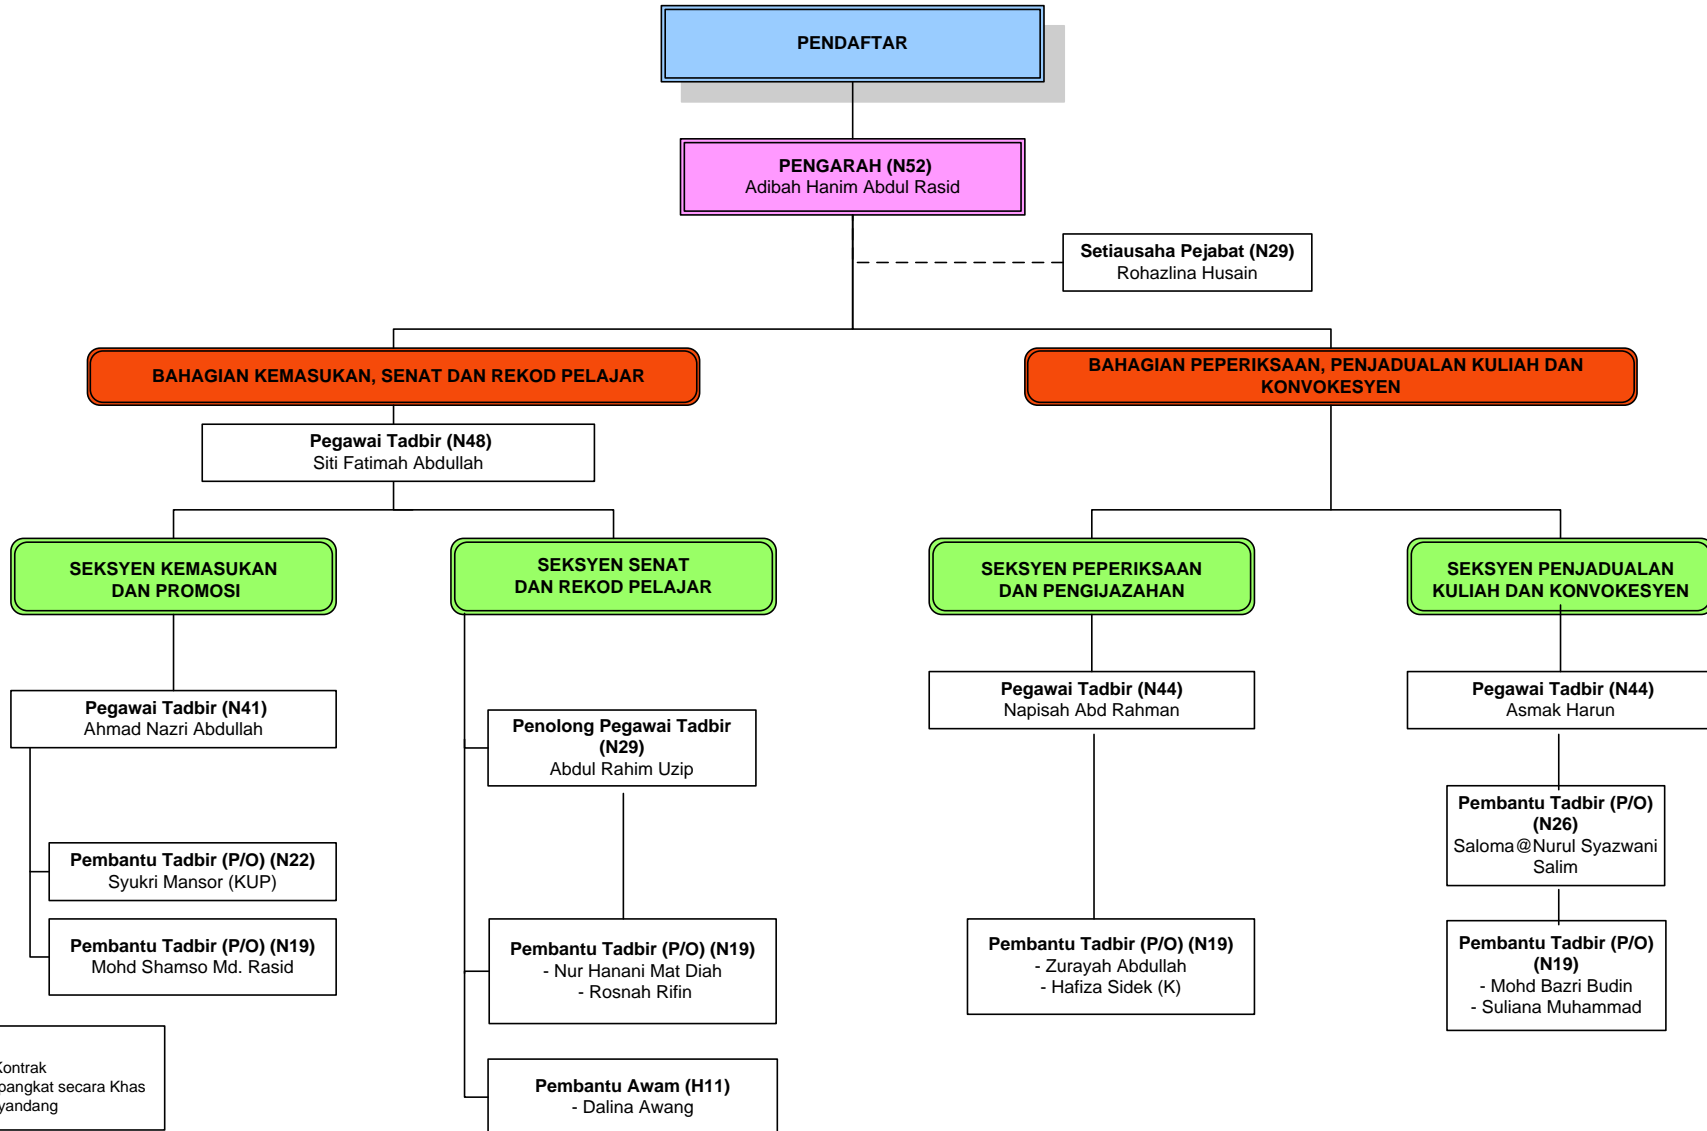 PENDAFTAR
PENGARAH (N52)
Adibah Hanim Abdul Rasid
Setiausaha Pejabat (N29)
Rohazlina Husain
BAHAGIAN KEMASUKAN, SENAT DAN REKOD PELAJAR
Pegawai Tadbir (N48)
Siti Fatimah Abdullah
SEKSYEN KEMASUKAN
DAN PROMOSI
Pegawai Tadbir (N41)
Ahmad Nazri Abdullah
Pembantu Tadbir (P/O) (N22)
Syukri Mansor (KUP)
Pembantu Tadbir (P/O) (N19)
Mohd Shamso Md. Rasid
SEKSYEN SENAT
DAN REKOD PELAJAR
Penolong Pegawai Tadbir
(N29)
Abdul Rahim Uzip
Pembantu Tadbir (P/O) (N19)
- Nur Hanani Mat Diah
- Rosnah Rifin
Pembantu Awam (H11)
- Dalina Awang
BAHAGIAN PEPERIKSAAN, PENJADUALAN KULIAH DAN
KONVOKESYEN
SEKSYEN PEPERIKSAAN
DAN PENGIJAZAHAN
Pegawai Tadbir (N44)
Napisah Abd Rahman
Pembantu Tadbir (P/O) (N19)
- Zurayah Abdullah
- Hafiza Sidek (K)
SEKSYEN PENJADUALAN
KULIAH DAN KONVOKESYEN
Pegawai Tadbir (N44)
Asmak Harun
Pembantu Tadbir (P/O)
(N26)
Saloma@Nurul Syazwani
Salim
Pembantu Tadbir (P/O)
(N19)
- Mohd Bazri Budin
- Suliana Muhammad
Kontrak
pangkat secara Khas
yandang